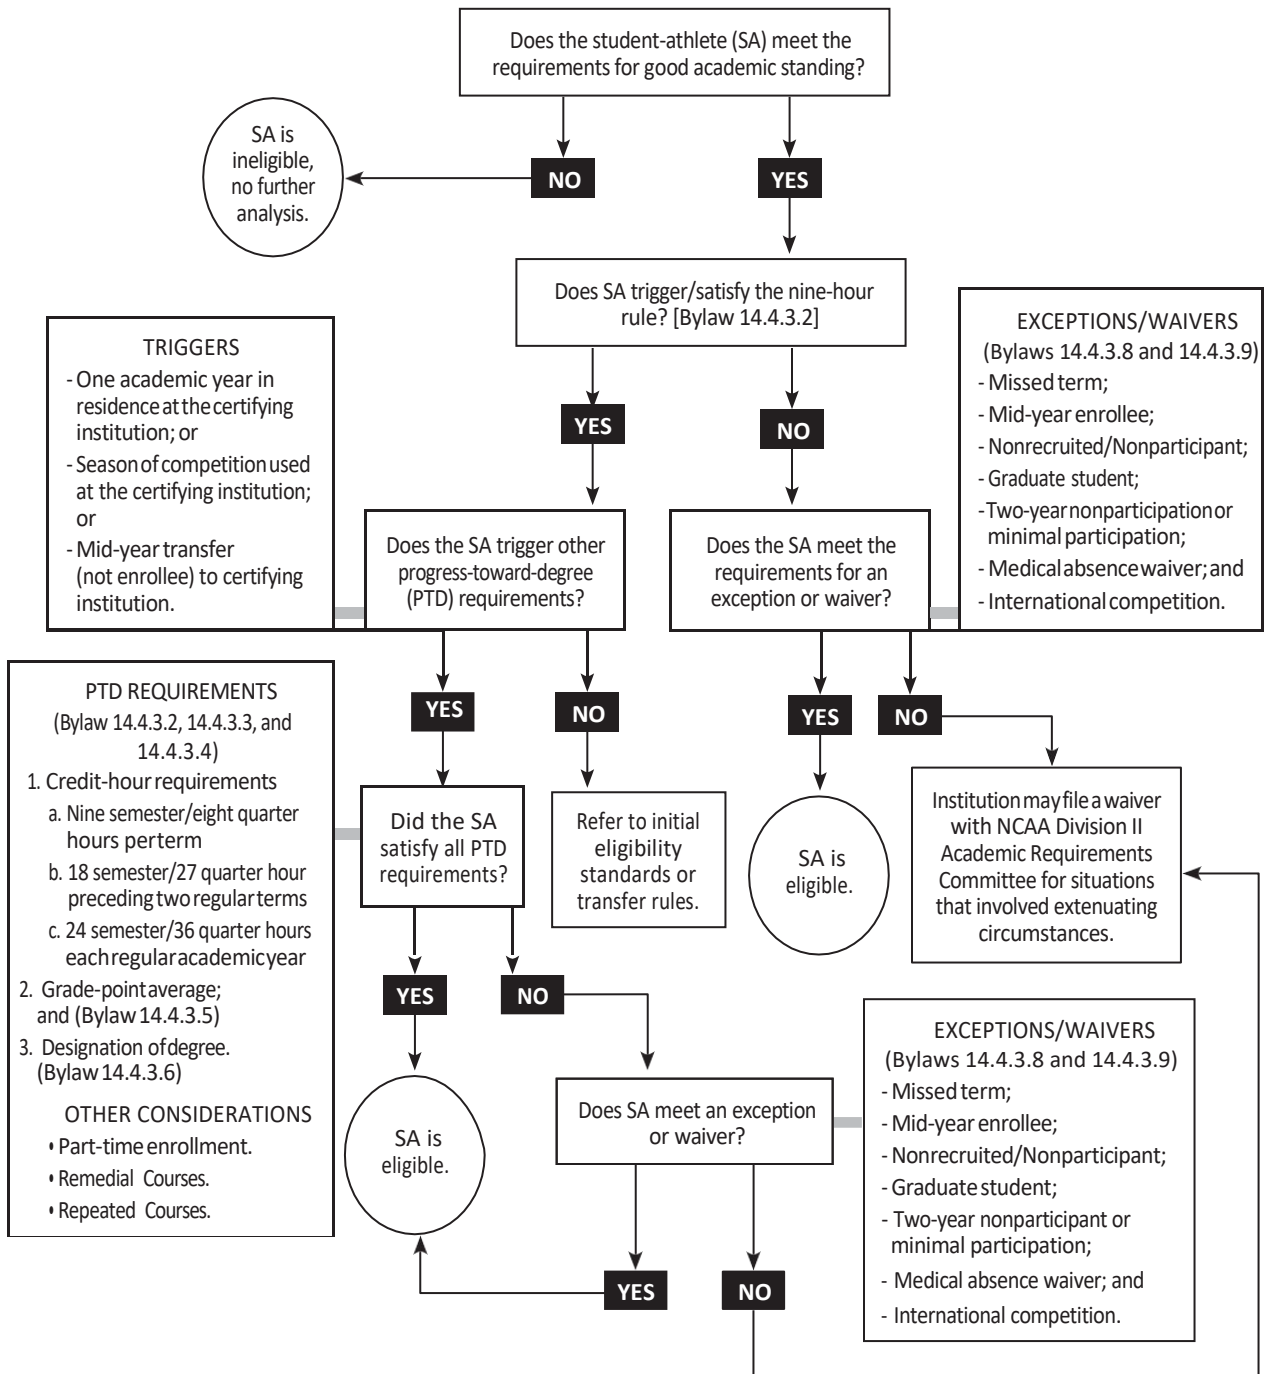 Does the student-athlete (SA) meet the
requirements for good academic standing?
SA is
ineligible,
no further
analysis.
NO
YES
Does SA trigger/satisfy the nine-hour
rule? [Bylaw 14.4.3.2]
TRIGGERS
- One academic year in
residence at the certifying
institution; or
- Season of competition used
at the certifying institution;
or
- Mid-year transfer
(not enrollee) to certifying
institution.
YES
NO
EXCEPTIONS/WAIVERS
(Bylaws 14.4.3.8 and 14.4.3.9)
- Missed term;
- Mid-year enrollee;
- Nonrecruited/Nonparticipant;
- Graduate student;
- Two-year nonparticipation or
minimal participation;
- Medical absence waiver; and
- International competition.
Does the SA trigger other
progress-toward-degree
(PTD) requirements?
Does the SA meet the
requirements for an
exception or waiver?
PTD REQUIREMENTS
(Bylaw 14.4.3.2, 14.4.3.3, and
14.4.3.4)
1. Credit-hour requirements
a. Nine semester/eight quarter
hours per term
b. 18 semester/27 quarter hour
preceding two regular terms
c. 24 semester/36 quarter hours
each regular academic year
2. Grade-point average;
and (Bylaw 14.4.3.5)
3. Designation of degree.
(Bylaw 14.4.3.6)
OTHER CONSIDERATIONS
• Part-time enrollment.
• Remedial Courses.
• Repeated Courses.
YES
NO
YES
NO
Did the SA
satisfy all PTD
requirements?
Refer to initial
eligibility
standards or
transfer rules.
SA is
eligible.
Institution may file a waiver
with NCAA Division II
Academic Requirements
Committee for situations
that involved extenuating
circumstances.
YES
NO
SA is
eligible.
Does SA meet an exception
or waiver?
EXCEPTIONS/WAIVERS
(Bylaws 14.4.3.8 and 14.4.3.9)
- Missed term;
- Mid-year enrollee;
- Nonrecruited/Nonparticipant;
- Graduate student;
- Two-year nonparticipant or
minimal participation;
- Medical absence waiver; and
- International competition.
YES
NO